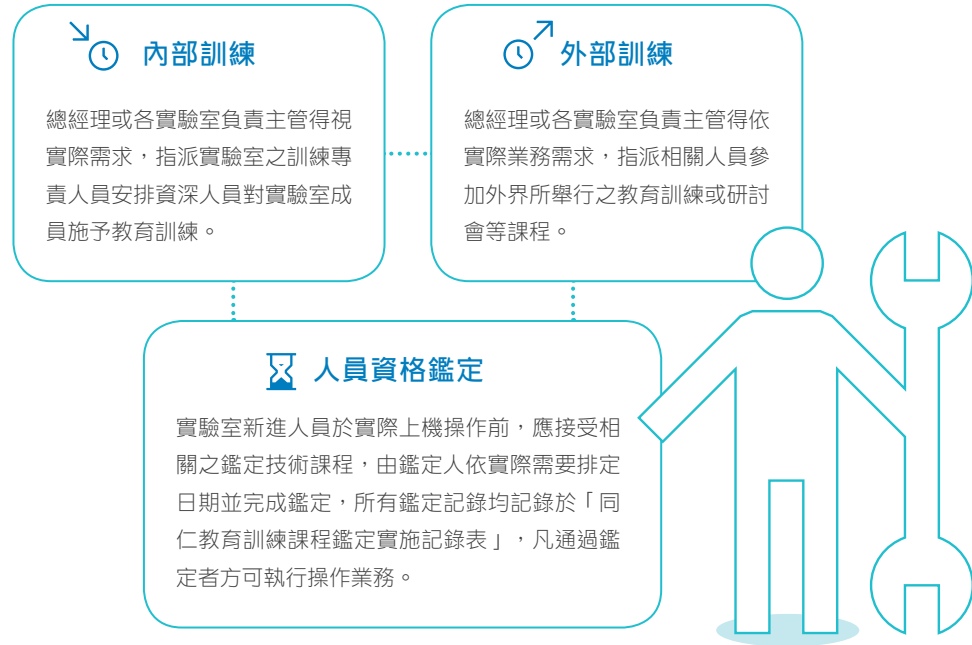 內部訓練
總經理或各實驗室負責主管得視
實際需求，指派實驗室之訓練專
責人員安排資深人員對實驗室成
員施予教育訓練。
外部訓練
總經理或各實驗室負責主管得依
實際業務需求，指派相關人員參
加外界所舉行之教育訓練或研討
會等課程。
人員資格鑑定
實驗室新進人員於實際上機操作前，應接受相
關之鑑定技術課程，由鑑定人依實際需要排定
日期並完成鑑定，所有鑑定記錄均記錄於「同
仁教育訓練課程鑑定實施記錄表」，凡通過鑑
定者方可執行操作業務。